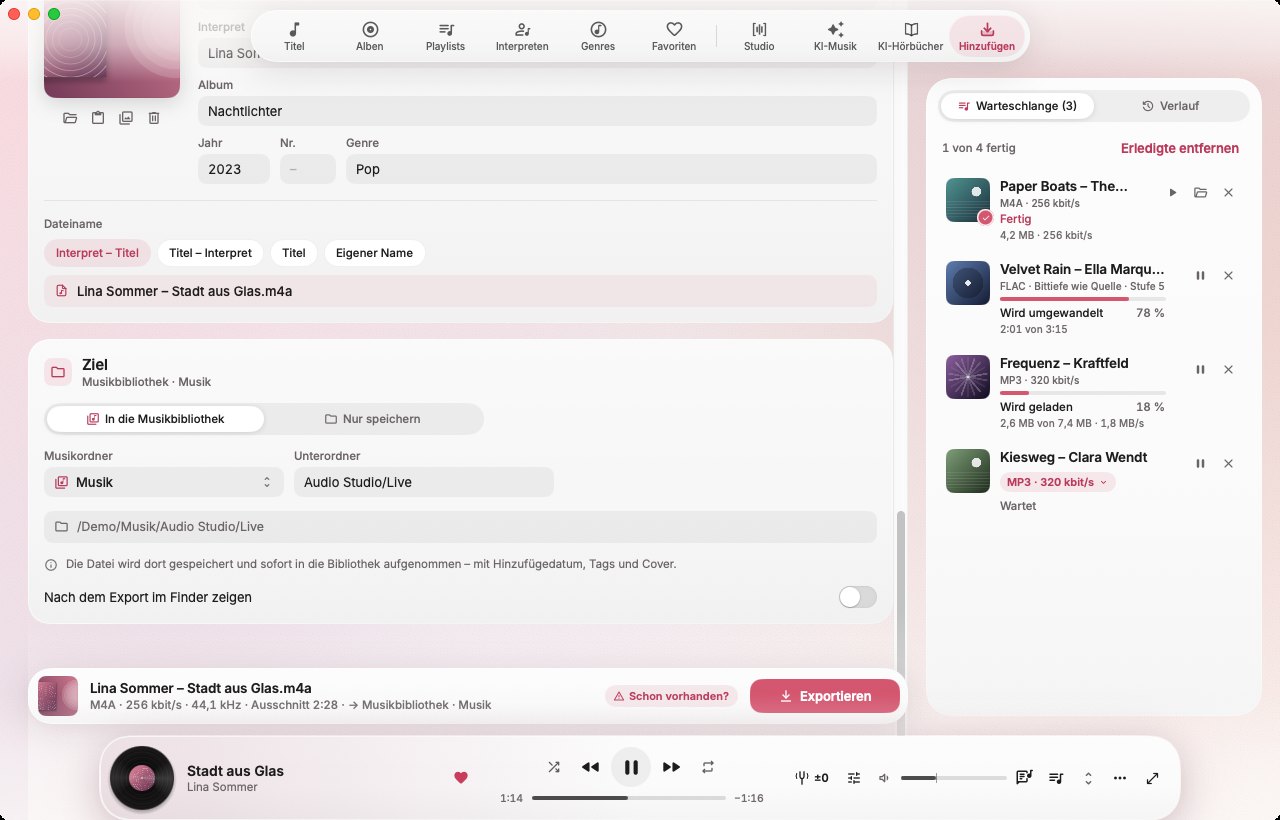 Titel
Alben
Playlists
Interpreten
Genres
Favoriten
Studio
KI-Musik
KI-Hörbücher
Hinzufügen
Interpret
Lina Som
Album
Nachtlichter
Jahr
Nr.
Genre
2023
–
Pop
Dateiname
Interpret – Titel
Titel – Interpret
Titel
Eigener Name
Lina Sommer – Stadt aus Glas.m4a
Ziel
Musikbibliothek · Musik
In die Musikbibliothek
Nur speichern
Musikordner
Unterordner
Musik
Audio Studio/Live
/Demo/Musik/Audio Studio/Live
Die Datei wird dort gespeichert und sofort in die Bibliothek aufgenommen – mit Hinzufügedatum, Tags und Cover.
Nach dem Export im Finder zeigen
Lina Sommer – Stadt aus Glas.m4a
M4A · 256 kbit/s · 44,1 kHz · Ausschnitt 2:28 · → Musikbibliothek · Musik
Schon vorhanden?
Exportieren
Warteschlange (3)
Verlauf
1 von 4 fertig
Erledigte entfernen
Paper Boats – The…
M4A · 256 kbit/s
Fertig
4,2 MB · 256 kbit/s
Velvet Rain – Ella Marqu…
FLAC · Bittiefe wie Quelle · Stufe 5
Wird umgewandelt
78 %
2:01 von 3:15
Frequenz – Kraftfeld
MP3 · 320 kbit/s
Wird geladen
18 %
2,6 MB von 7,4 MB · 1,8 MB/s
Kiesweg – Clara Wendt
MP3 · 320 kbit/s
Wartet
Stadt aus Glas
Lina Sommer
1:14
−1:16
±0